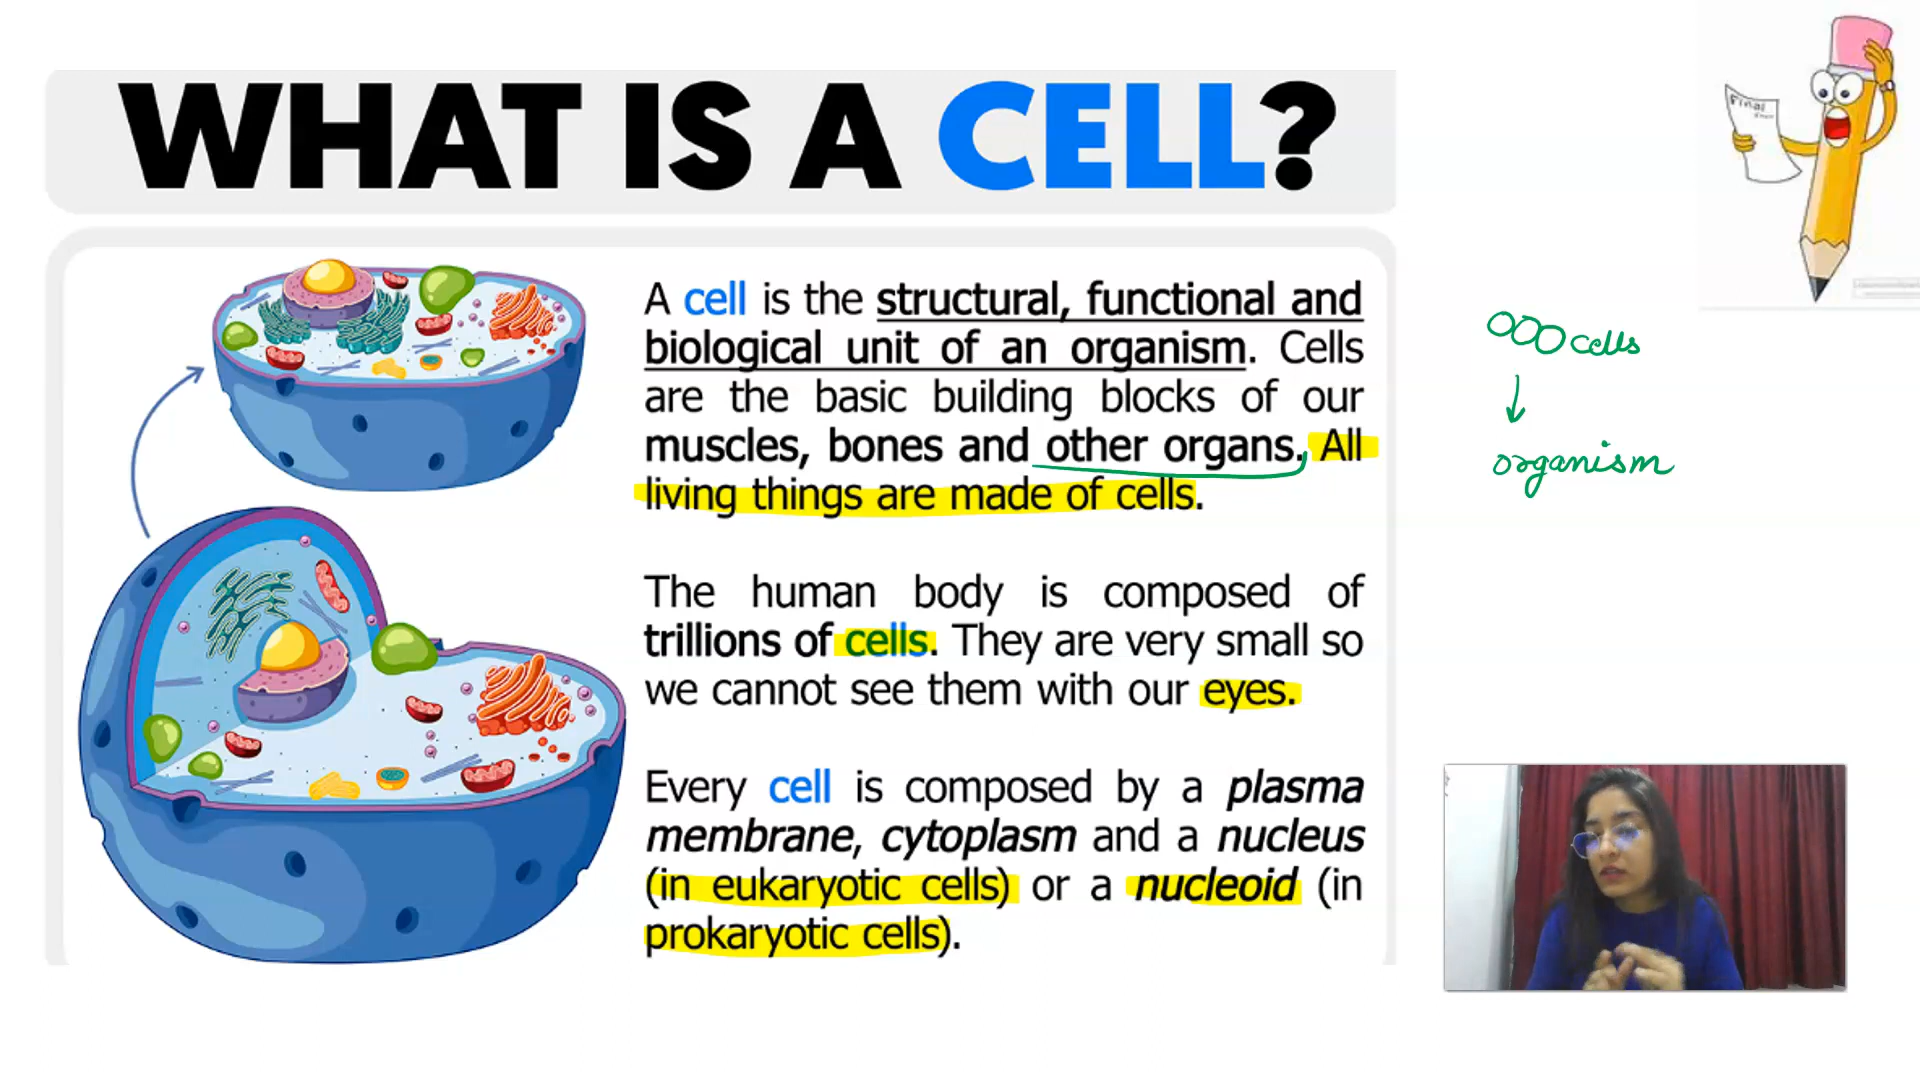 WHAT IS A CELL?
Final
A cell is the structural, functional and
biological unit of an organism. Cells
are the basic building blocks of our
muscles, bones and other organs. All
living things are made of cells.
cells
organism
The human body is composed of
trillions of cells. They are very small so
we cannot see them with our eyes.
Every cell is composed by a plasma
membrane, cytoplasm and a nucleus
(in eukaryotic cells) or a nucleoid (in
prokaryotic cells).